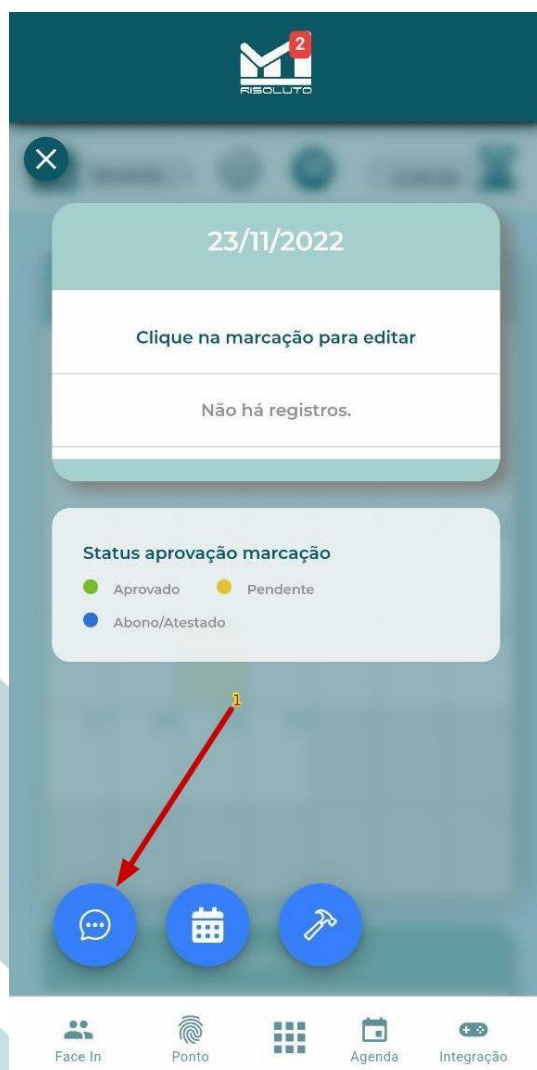 2
RISOLUTO
23/11/2022
Clique na marcação para editar
Não há registros.
Status aprovação marcação
Aprovado Pendente
Abono/Atestado
1
Face In Ponto Agenda Integração